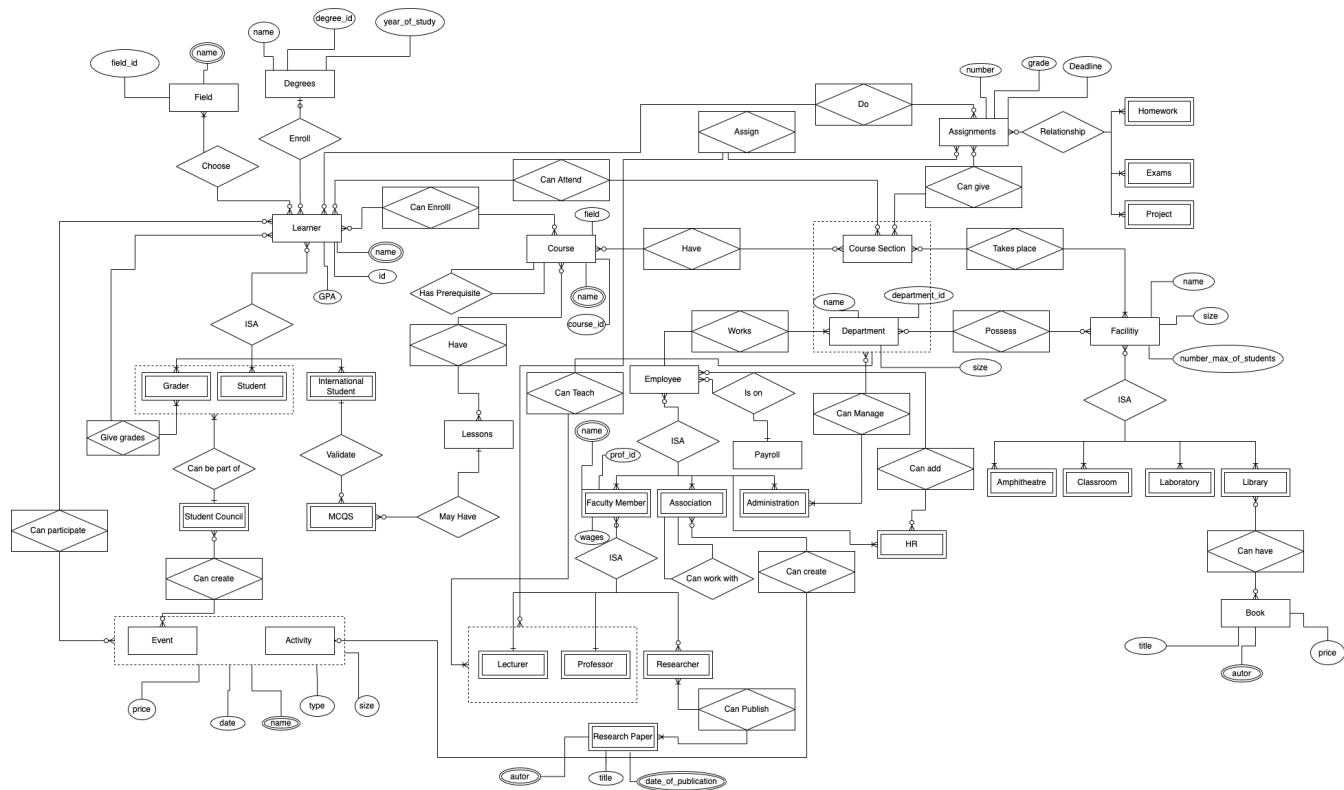 degree_id
year_of_study
name
name
field_id
Degrees
Field
Enroll
Choose
number
grade
Deadline
Do
Assign
Assignments
Relationship
Homework
Exams
Project
Can Attend
Can give
Can Enrolll
Learner
name
id
GPA
field
Course
Have
Course Section
Takes place
name
course_id
Has Prerequisite
Have
name
department_id
Works
Department
Possess
Facilitiy
name
size
number_max_of_students
size
ISA
Grader
Student
International
Student
Give grades
Can be part of
Validate
Lessons
Can Teach
Employee
Is on
Can Manage
Payroll
ISA
name
prof_id
Can add
ISA
Amphitheatre
Classroom
Laboratory
Library
Student Council
MCQS
May Have
Faculty Member
Association
Administration
wages
HR
Can participate
ISA
Can work with
Can create
Can have
Can create
Event
Activity
Book
title
autor
price
Lecturer
Professor
Researcher
price
date
name
type
size
Can Publish
Research Paper
autor
title
date_of_publication